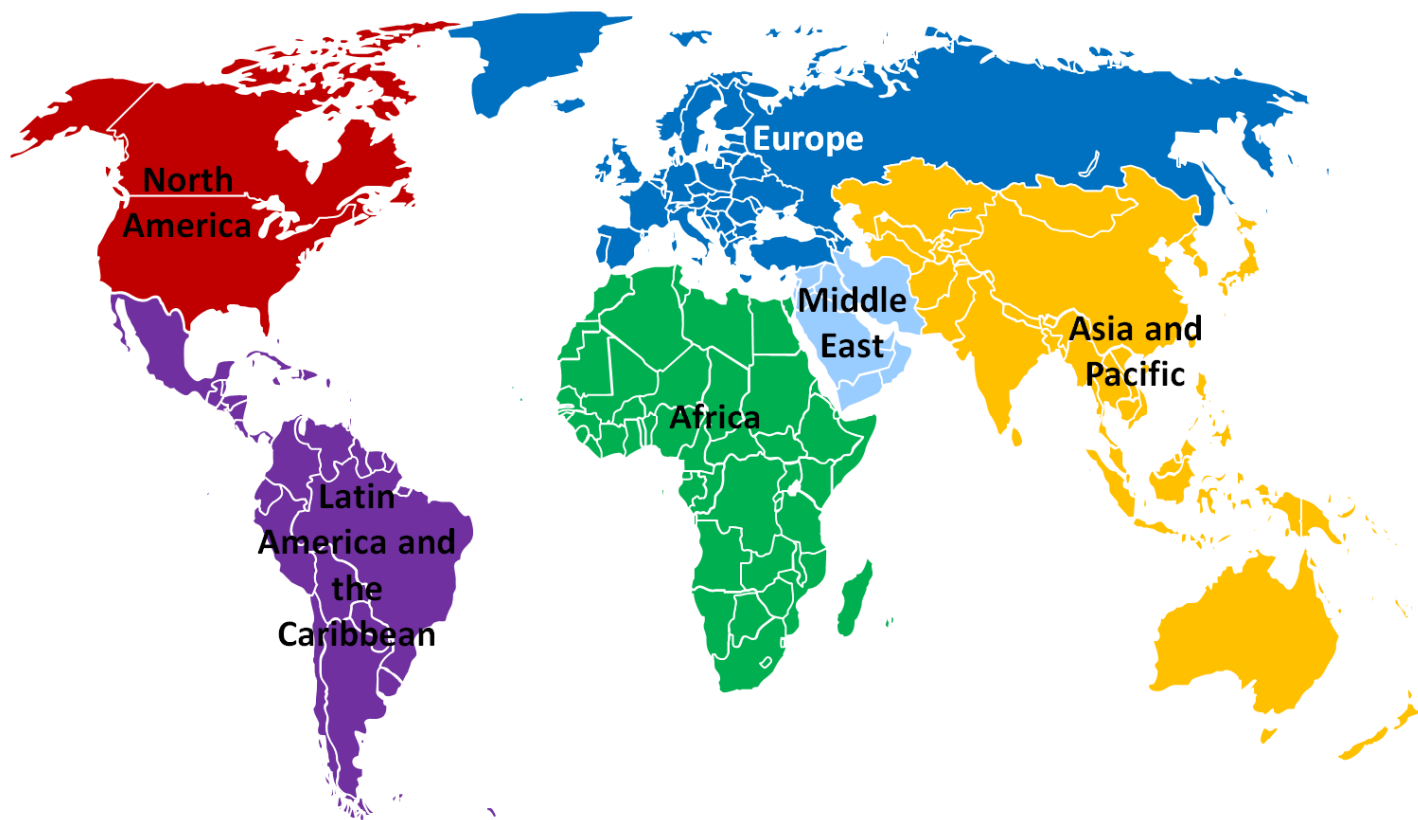 Europe
North
America
Middle
East
Asia and
Pacific
Africa
Latin
America and
the
Caribbean